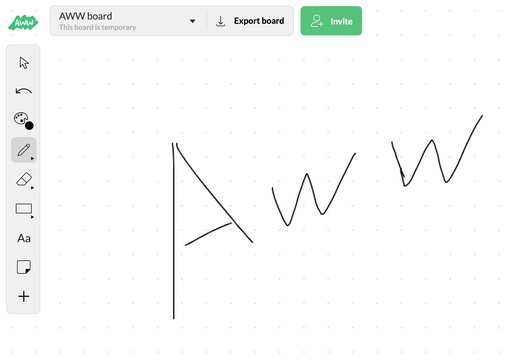 AWW board
This board is temporary
Export board
Invite
AWW
Aa
A w w